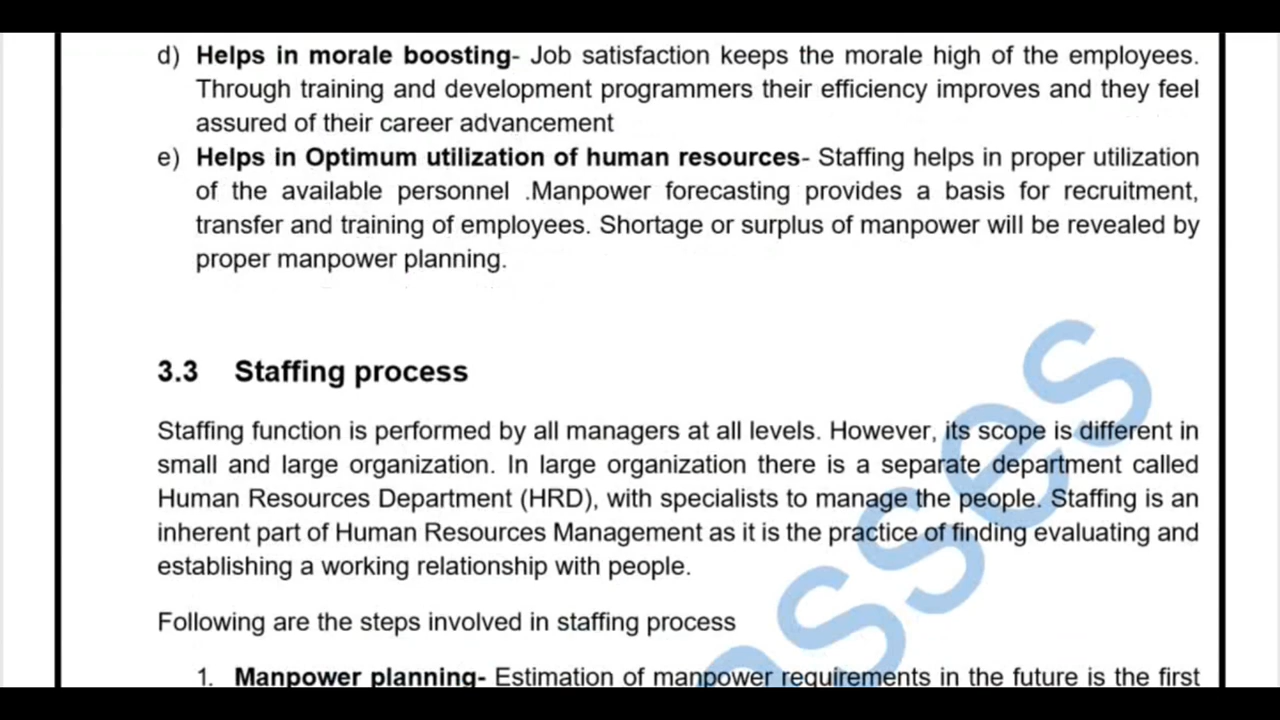 d) Helps in morale boosting- Job satisfaction keeps the morale high of the employees.
Through training and development programmers their efficiency improves and they feel
assured of their career advancement
e) Helps in Optimum utilization of human resources- Staffing helps in proper utilization
of the available personnel .Manpower forecasting provides a basis for recruitment,
transfer and training of employees. Shortage or surplus of manpower will be revealed by
proper manpower planning.
3.3 Staffing process
Staffing function is performed by all managers at all levels. However, its scope is different in
small and large organization. In large organization there is a separate department called
Human Resources Department (HRD), with specialists to manage the people. Staffing is an
inherent part of Human Resources Management as it is the practice of finding evaluating and
establishing a working relationship with people.
Following are the steps involved in staffing process
1. Manpower planning- Estimation of manpower requirements in the future is the first